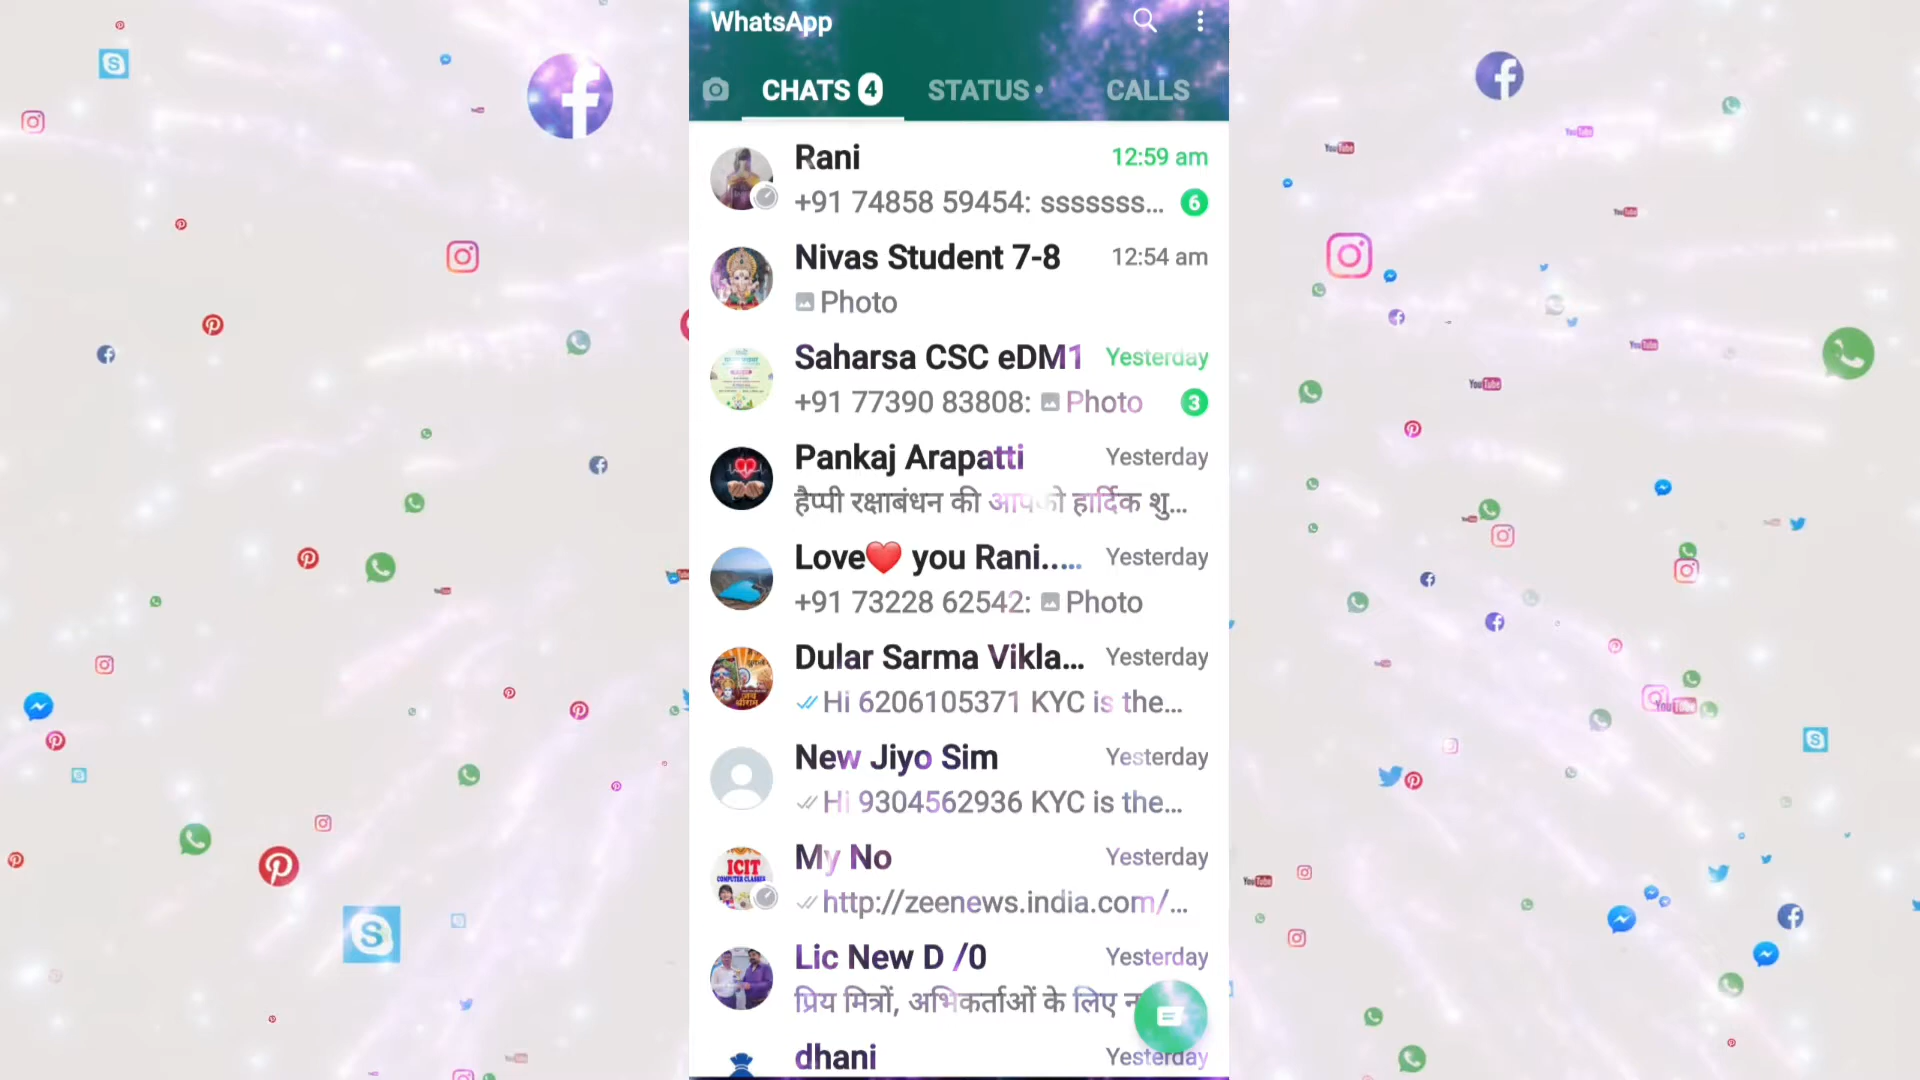 WhatsApp
CHATS 4 STATUS CALLS
Rani 12:59 am
+91 74858 59454: sssssss... 6
Nivas Student 7-8 12:54 am
Photo
Saharsa CSC eDM1 Yesterday
+91 77390 83808: Photo 3
Pankaj Arapatti Yesterday
हैप्पी रक्षाबंधन की आपको हार्दिक शु...
Love❤️ you Rani..... Yesterday
+91 73228 62542: Photo
Dular Sarma Vikla... Yesterday
Hi 6206105371 KYC is the...
New Jiyo Sim Yesterday
Hi 9304562936 KYC is the...
ICIT
COMPUTER CLASSES
My No Yesterday
http://zeenews.india.com/...
Lic New D /0 Yesterday
प्रिय मित्रों, अभिकर्ताओं के लिए
dhani Yesterday